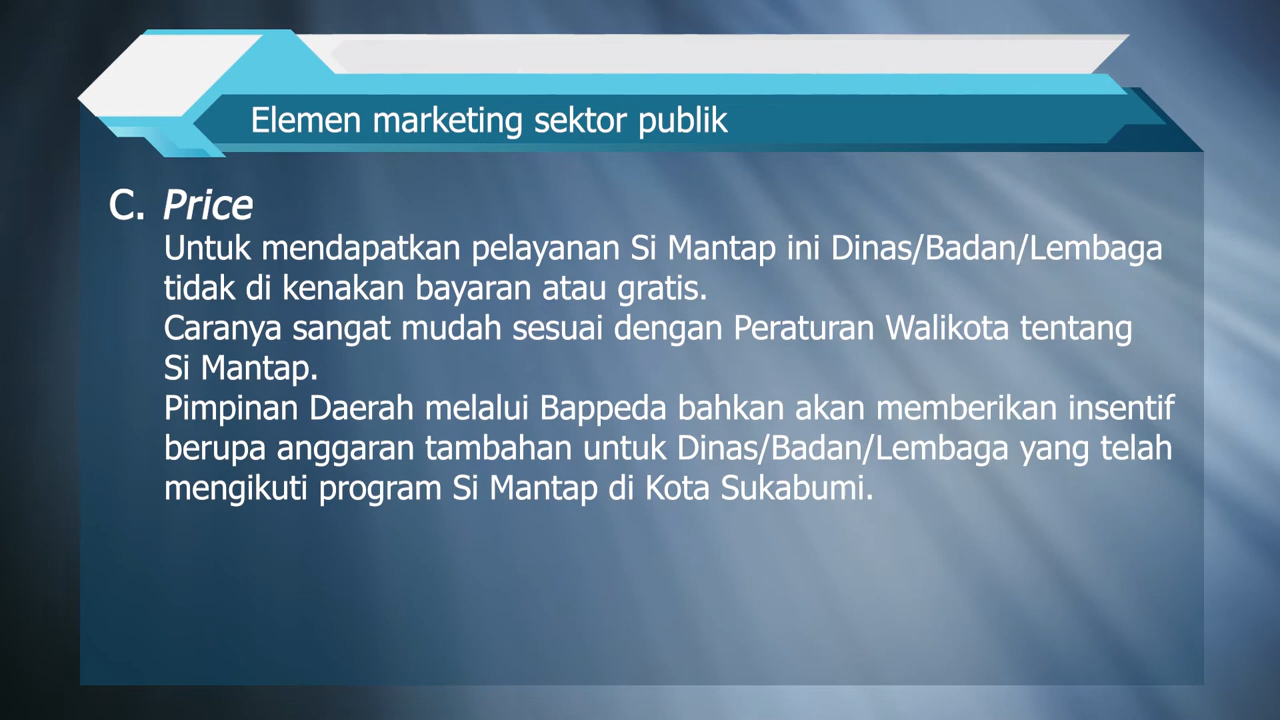 Elemen marketing sektor publik
C. Price
Untuk mendapatkan pelayanan Si Mantap ini Dinas/Badan/Lembaga
tidak di kenakan bayaran atau gratis.
Caranya sangat mudah sesuai dengan Peraturan Walikota tentang
Si Mantap.
Pimpinan Daerah melalui Bappeda bahkan akan memberikan insentif
berupa anggaran tambahan untuk Dinas/Badan/Lembaga yang telah
mengikuti program Si Mantap di Kota Sukabumi.